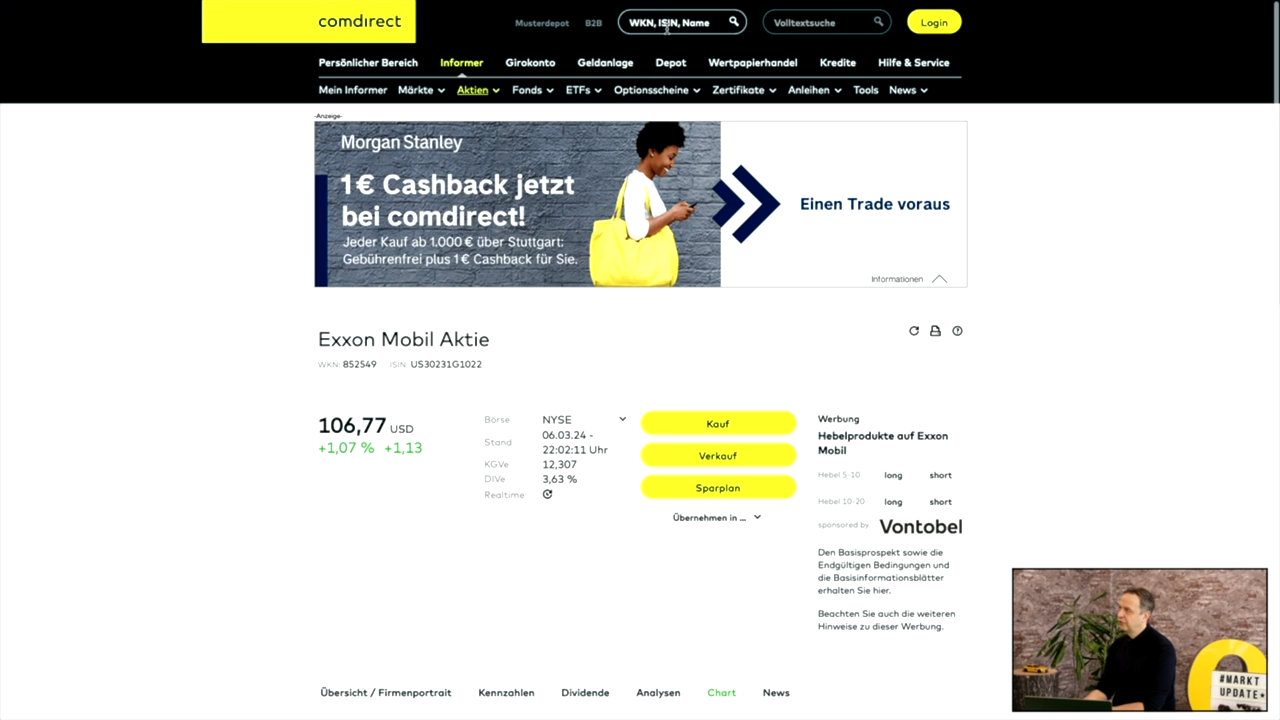 comdirect
Musterdepot B2B WKN, ISIN, Name Volltextsuche Login
Persönlicher Bereich Informer Girokonto Geldanlage Depot Wertpapierhandel Kredite Hilfe & Service
Mein Informer Märkte Aktien Fonds ETFs Optionsscheine Zertifikate Anleihen Tools News
-Anzeige-
Morgan Stanley
1€ Cashback jetzt
bei comdirect!
Jeder Kauf ab 1.000 € über Stuttgart:
Gebührenfrei plus 1€ Cashback für Sie.
Einen Trade voraus
Informationen
Exxon Mobil Aktie
WKN: 852549 ISIN: US30231G1022
106,77 USD
+1,07 % +1,13
Börse NYSE
Stand 06.03.24 -
22:02:11 Uhr
KGVe 12,307
DIVe 3,63 %
Realtime
Kauf
Verkauf
Sparplan
Übernehmen in ...
Werbung
Hebelprodukte auf Exxon
Mobil
Hebel 5-10 long short
Hebel 10-20 long short
sponsored by Vontobel
Den Basisprospekt sowie die
Endgültigen Bedingungen und
die Basisinformationsblätter
erhalten Sie hier.
Beachten Sie auch die weiteren
Hinweise zu dieser Werbung.
Übersicht / Firmenportrait Kennzahlen Dividende Analysen Chart News
#MARKT
UPDATE★